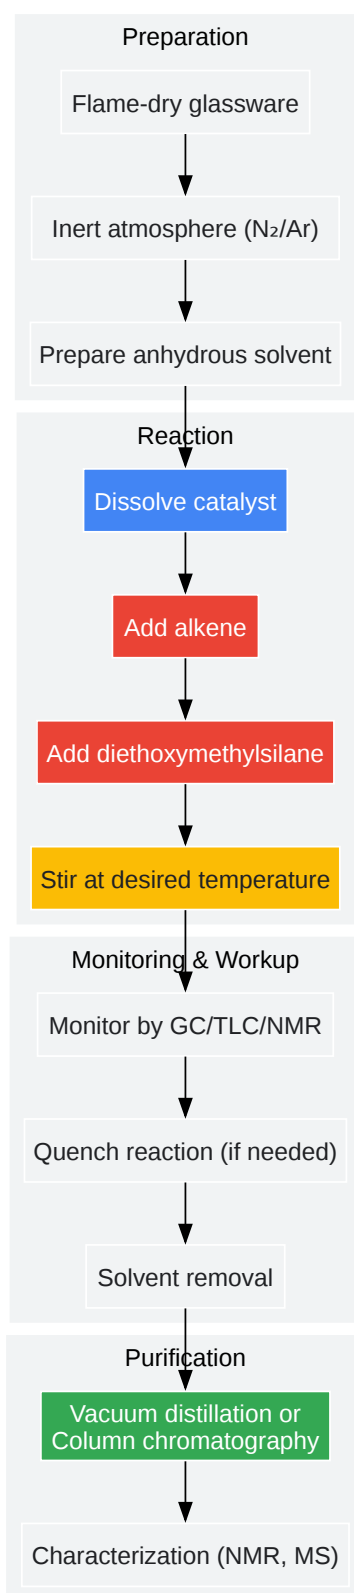 Preparation
Flame-dry glassware
Inert atmosphere (N₂/Ar)
Prepare anhydrous solvent
Reaction
Dissolve catalyst
Add alkene
Add diethoxymethylsilane
Stir at desired temperature
Monitoring & Workup
Monitor by GC/TLC/NMR
Quench reaction (if needed)
Solvent removal
Purification
Vacuum distillation or
Column chromatography
Characterization (NMR, MS)